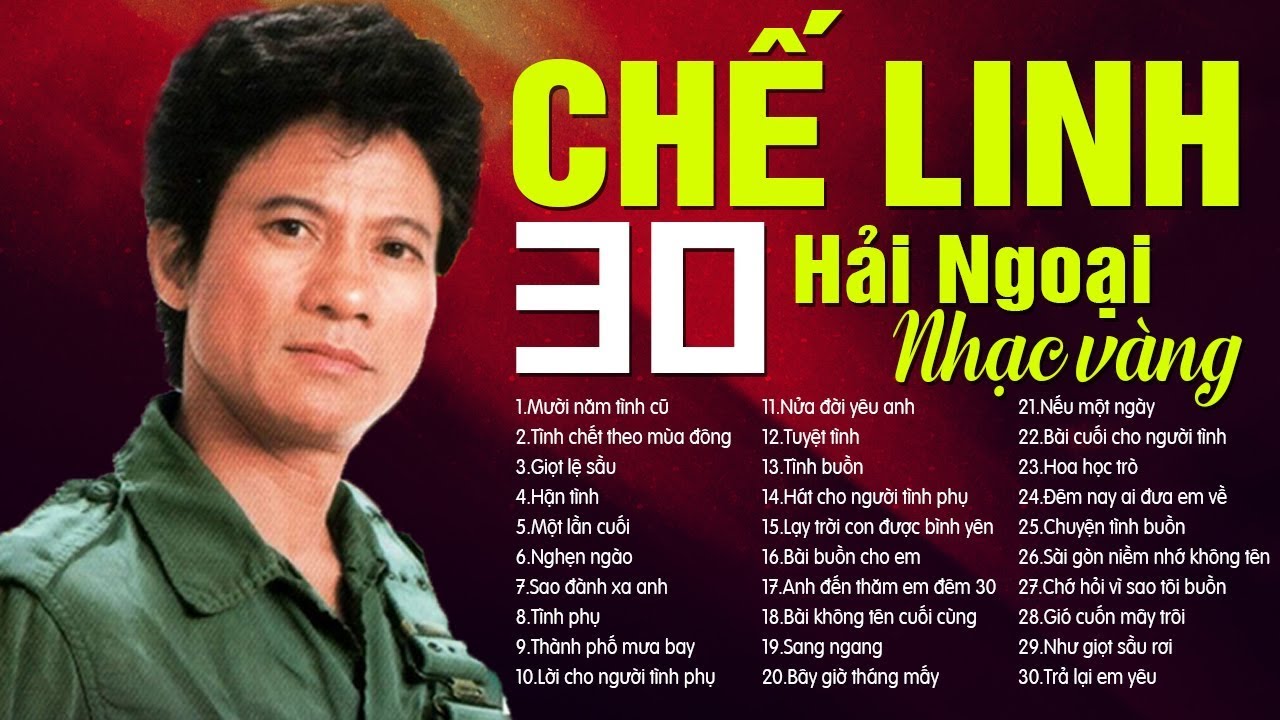 CHẾ LINH
30 Hải Ngoại
Nhạc vàng
1.Mười năm tình cũ
2.Tình chết theo mùa đông
3.Giọt lệ sầu
4.Hận tình
5.Một lần cuối
6.Nghẹn ngào
7.Sao đành xa anh
8.Tình phụ
9.Thành phố mưa bay
10.Lời cho người tình phụ
11.Nửa đời yêu anh
12.Tuyệt tình
13.Tình buồn
14.Hát cho người tình phụ
15.Lạy trời con được bình yên
16.Bài buồn cho em
17.Anh đến thăm em đêm 30
18.Bài không tên cuối cùng
19.Sang ngang
20.Bây giờ tháng mấy
21.Nếu một ngày
22.Bài cuối cho người tình
23.Hoa học trò
24.Đêm nay ai đưa em về
25.Chuyện tình buồn
26.Sài gòn niềm nhớ không tên
27.Chớ hỏi vì sao tôi buồn
28.Gió cuốn mây trôi
29.Như giọt sầu rơi
30.Trả lại em yêu